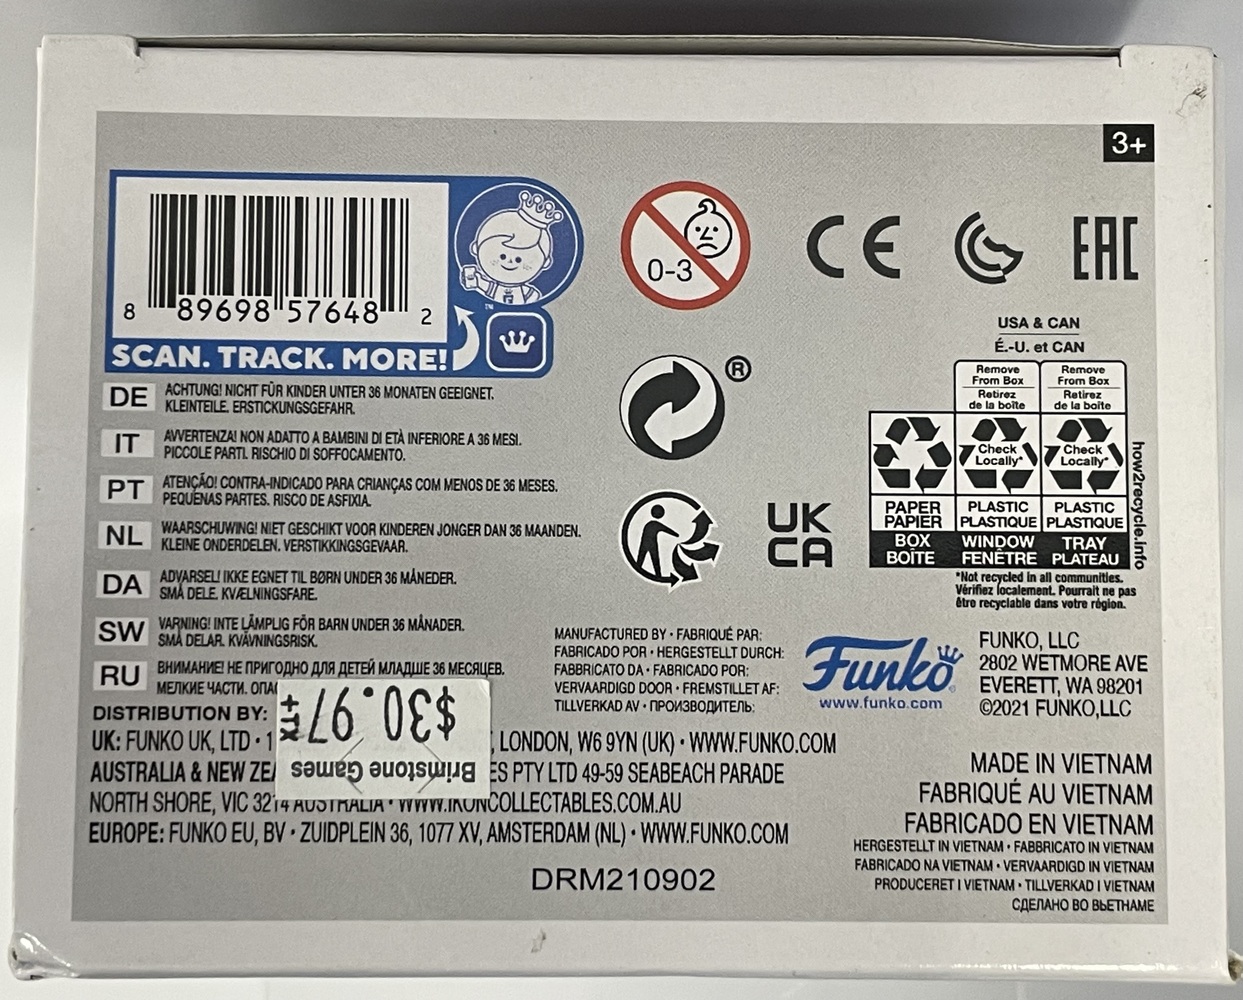 3+
8 89698 57648 2
SCAN. TRACK. MORE!
™
0-3
CE
EAC
USA & CAN
É.-U. et CAN
Remove
From Box
Retirez
de la boîte
Remove
From Box
Retirez
de la boîte
Check
Locally*
Check
Locally*
PAPER
PAPIER
PLASTIC
PLASTIQUE
PLASTIC
PLASTIQUE
BOX
BOÎTE
WINDOW
FENÊTRE
TRAY
PLATEAU
how2recycle.info
*Not recycled in all communities.
Vérifiez localement. Pourrait ne pas
être recyclable dans votre région.
®
UK
CA
DE ACHTUNG! NICHT FÜR KINDER UNTER 36 MONATEN GEEIGNET.
KLEINTEILE. ERSTICKUNGSGEFAHR.
IT AVVERTENZA! NON ADATTO A BAMBINI DI ETÀ INFERIORE A 36 MESI.
PICCOLE PARTI. RISCHIO DI SOFFOCAMENTO.
PT ATENÇÃO! CONTRA-INDICADO PARA CRIANÇAS COM MENOS DE 36 MESES.
PEQUENAS PARTES. RISCO DE ASFIXIA.
NL WAARSCHUWING! NIET GESCHIKT VOOR KINDEREN JONGER DAN 36 MAANDEN.
KLEINE ONDERDELEN. VERSTIKKINGSGEVAAR.
DA ADVARSEL! IKKE EGNET TIL BØRN UNDER 36 MÅNEDER.
SMÅ DELE. KVÆLNINGSFARE.
SW VARNING! INTE LÄMPLIG FÖR BARN UNDER 36 MÅNADER.
SMÅ DELAR. KVÄVNINGSRISK.
RU ВНИМАНИЕ! НЕ ПРИГОДНО ДЛЯ ДЕТЕЙ МЛАДШЕ 36 МЕСЯЦЕВ.
МЕЛКИЕ ЧАСТИ.
MANUFACTURED BY • FABRIQUÉ PAR:
FABRICADO POR • HERGESTELLT DURCH:
FABBRICATO DA • FABRICADO POR:
VERVAARDIGD DOOR • FREMSTILLET AF:
TILLVERKAD AV • ПРОИЗВОДИТЕЛЬ:
Funko
www.funko.com
FUNKO, LLC
2802 WETMORE AVE
EVERETT, WA 98201
©2021 FUNKO,LLC
Brimstone Games
$30.97
DISTRIBUTION BY:
UK: FUNKO UK, LTD • LONDON, W6 9YN (UK) • WWW.FUNKO.COM
AUSTRALIA & NEW PTY LTD 49-59 SEABEACH PARADE
NORTH SHORE, VIC 3214 AUSTRALIA • WWW.IKONCOLLECTABLES.COM.AU
EUROPE: FUNKO EU, BV • ZUIDPLEIN 36, 1077 XV, AMSTERDAM (NL) • WWW.FUNKO.COM
DRM210902
MADE IN VIETNAM
FABRIQUÉ AU VIETNAM
FABRICADO EN VIETNAM
HERGESTELLT IN VIETNAM • FABBRICATO IN VIETNAM
FABRICADO NA VIETNAM • VERVAARDIGD IN VIETNAM
PRODUCERET I VIETNAM • TILLVERKAD I VIETNAM
СДЕЛАНО ВО ВЬЕТНАМЕ